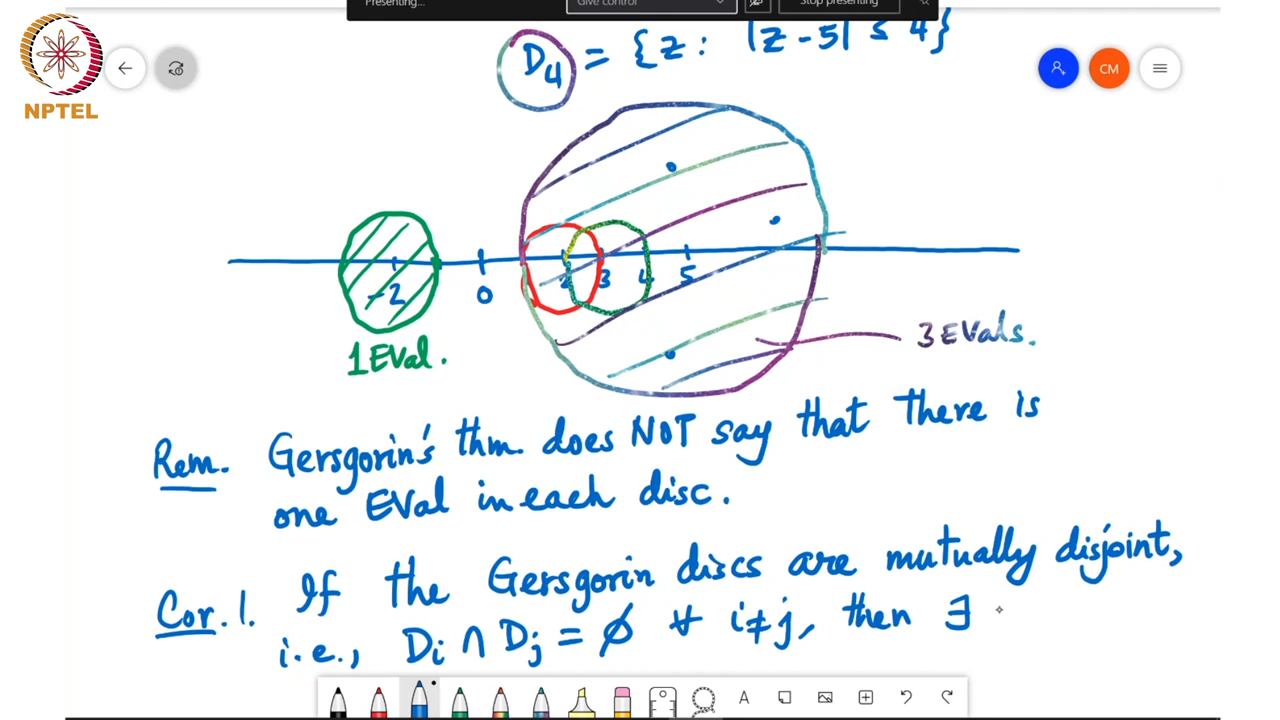 Presenting...
Give control
Stop presenting
NPTEL
CM
D4 = {z : |z - 5| ≤ 4}
-2 0 2 3 4 5
1 EVal.
3 EVals.
Rem. Gersgorin's thm. does NOT say that there is
one EVal in each disc.
Cor. 1. If the Gersgorin discs are mutually disjoint,
i.e., Di ∩ Dj = ∅ ∀ i≠j, then ∃
A